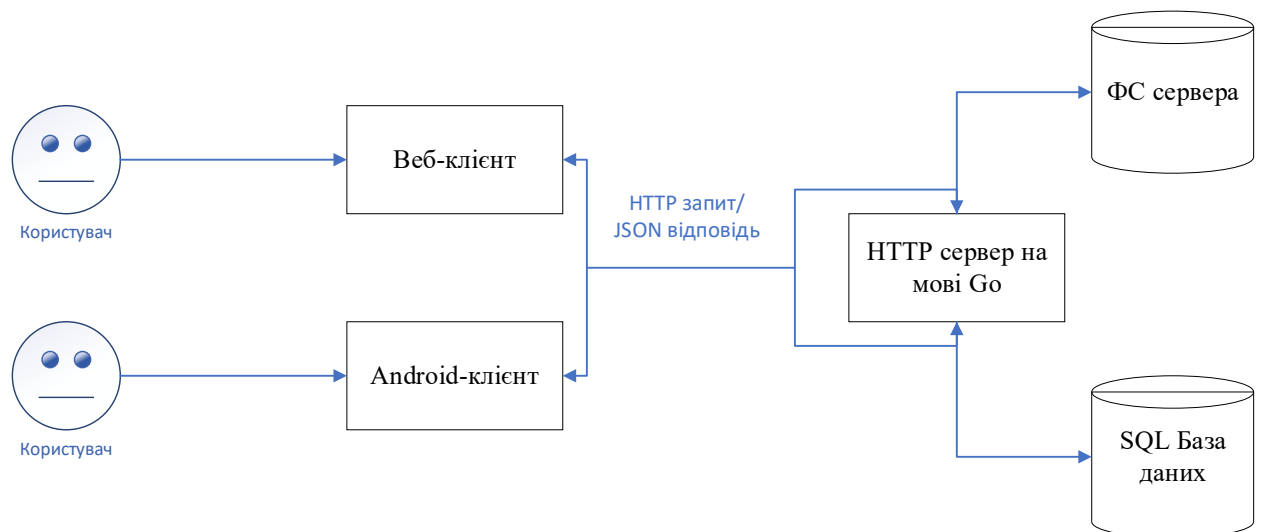 ФС сервера
Веб-клієнт
Користувач
HTTP запит/
JSON відповідь
HTTP сервер на
мові Go
Android-клієнт
Користувач
SQL База
даних